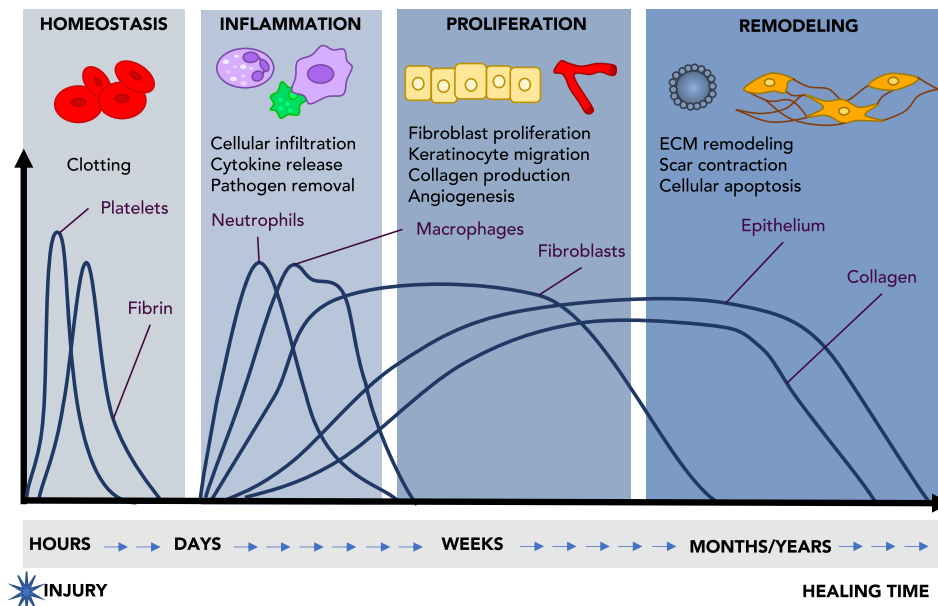 HOMEOSTASIS
INFLAMMATION
PROLIFERATION
REMODELING
Clotting
Cellular infiltration
Cytokine release
Pathogen removal
Fibroblast proliferation
Keratinocyte migration
Collagen production
Angiogenesis
ECM remodeling
Scar contraction
Cellular apoptosis
Platelets
Fibrin
Neutrophils
Macrophages
Fibroblasts
Epithelium
Collagen
HOURS
DAYS
WEEKS
MONTHS/YEARS
INJURY
HEALING TIME